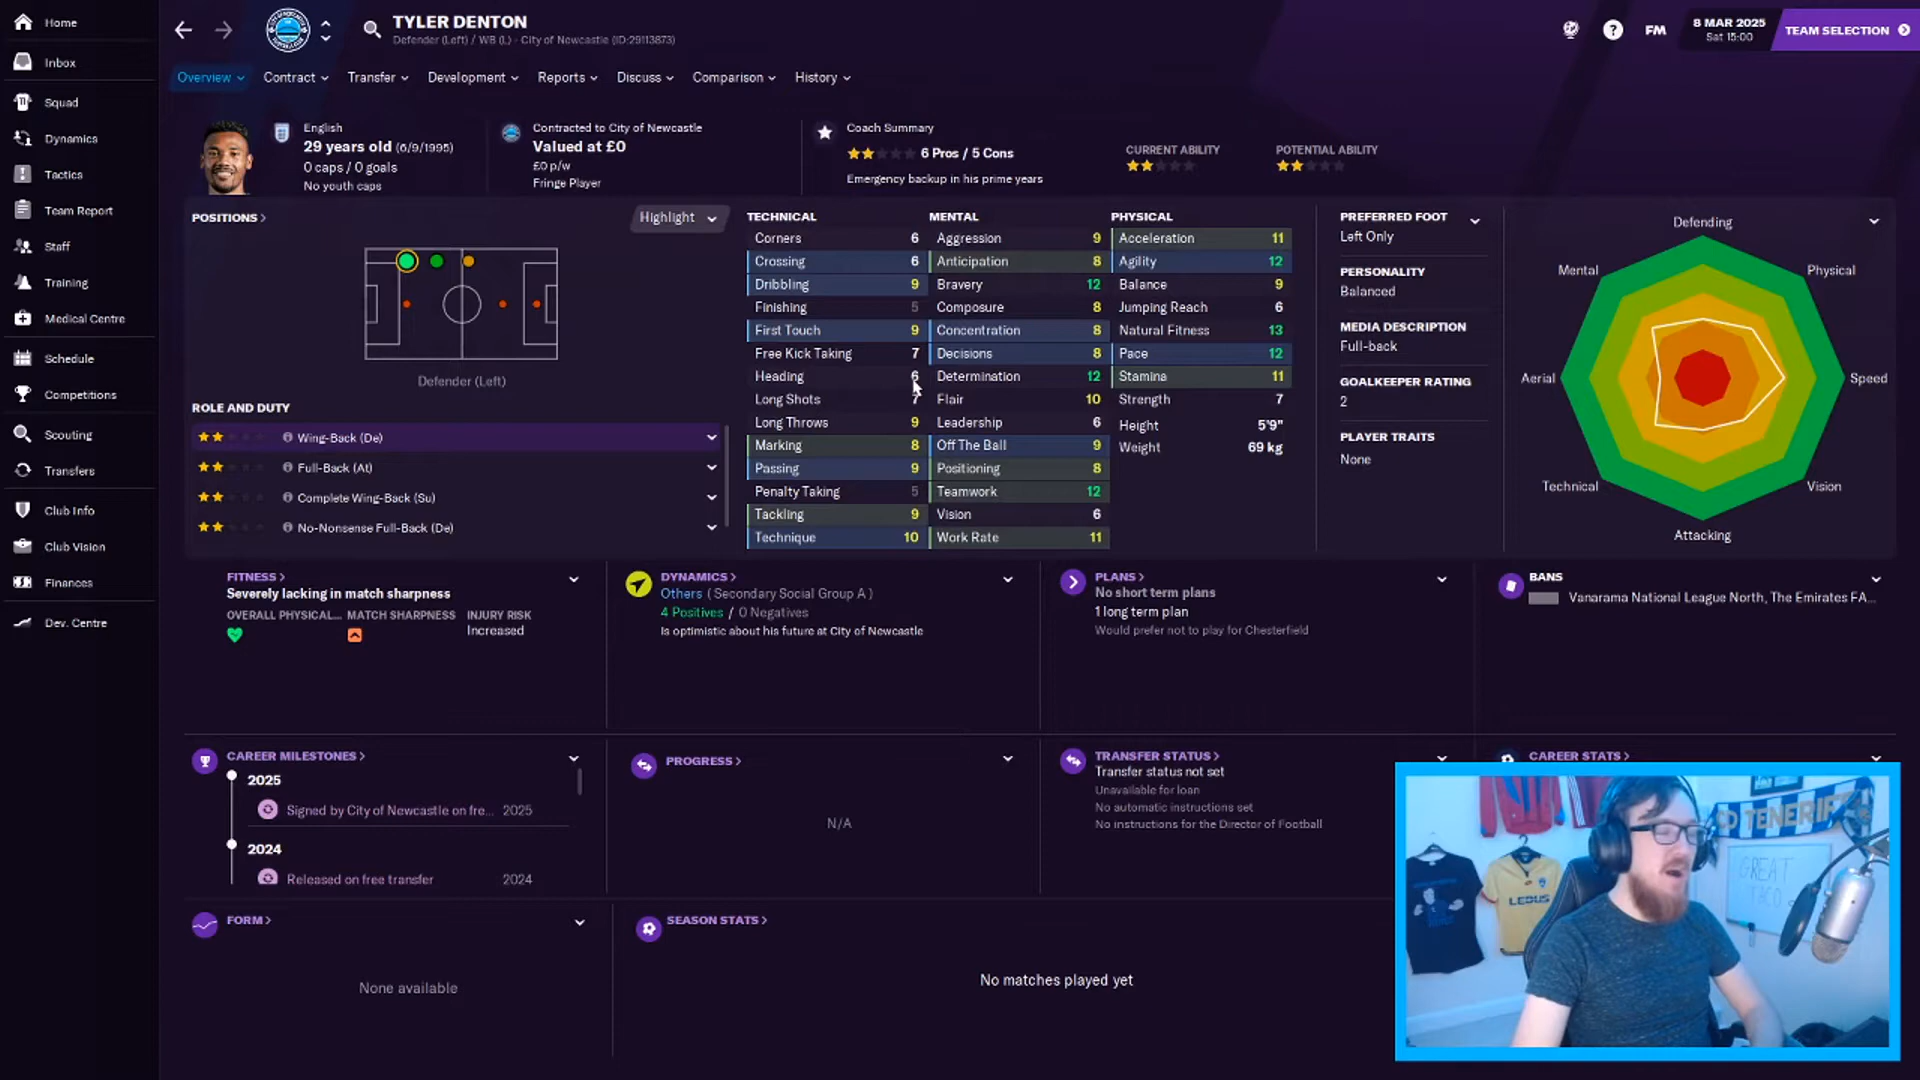 Home
Inbox
Squad
Dynamics
Tactics
Team Report
Staff
Training
Medical Centre
Schedule
Competitions
Scouting
Transfers
Club Info
Club Vision
Finances
Dev. Centre
TYLER DENTON
Defender (Left) / WB (L) - City of Newcastle (ID:29113873)
FM
8 MAR 2025
Sat 15:00
TEAM SELECTION
Overview Contract Transfer Development Reports Discuss Comparison History
English
29 years old (6/9/1995)
0 caps / 0 goals
No youth caps
Contracted to City of Newcastle
Valued at £0
£0 p/w
Fringe Player
Coach Summary
6 Pros / 5 Cons
Emergency backup in his prime years
CURRENT ABILITY
POTENTIAL ABILITY
POSITIONS
Highlight
Defender (Left)
ROLE AND DUTY
Wing-Back (De)
Full-Back (At)
Complete Wing-Back (Su)
No-Nonsense Full-Back (De)
TECHNICAL
Corners 6
Crossing 6
Dribbling 9
Finishing 5
First Touch 9
Free Kick Taking 7
Heading 6
Long Shots 7
Long Throws 9
Marking 8
Passing 9
Penalty Taking 5
Tackling 9
Technique 10
MENTAL
Aggression 9
Anticipation 8
Bravery 12
Composure 8
Concentration 8
Decisions 8
Determination 12
Flair 10
Leadership 6
Off The Ball 9
Positioning 8
Teamwork 12
Vision 6
Work Rate 11
PHYSICAL
Acceleration 11
Agility 12
Balance 9
Jumping Reach 6
Natural Fitness 13
Pace 12
Stamina 11
Strength 7
Height 5'9"
Weight 69 kg
PREFERRED FOOT
Left Only
PERSONALITY
Balanced
MEDIA DESCRIPTION
Full-back
GOALKEEPER RATING
2
PLAYER TRAITS
None
Defending
Mental
Physical
Aerial
Speed
Technical
Vision
Attacking
FITNESS
Severely lacking in match sharpness
OVERALL PHYSICAL... MATCH SHARPNESS INJURY RISK
Increased
DYNAMICS
Others (Secondary Social Group A)
4 Positives / 0 Negatives
Is optimistic about his future at City of Newcastle
PLANS
No short term plans
1 long term plan
Would prefer not to play for Chesterfield
BANS
Vanarama National League North, The Emirates FA...
CAREER MILESTONES
2025
Signed by City of Newcastle on fre... 2025
2024
Released on free transfer 2024
PROGRESS
N/A
TRANSFER STATUS
Transfer status not set
Unavailable for loan
No automatic instructions set
No instructions for the Director of Football
CAREER STATS
FORM
None available
SEASON STATS
No matches played yet
TENERIF
GREAT
TACO
LEDUS